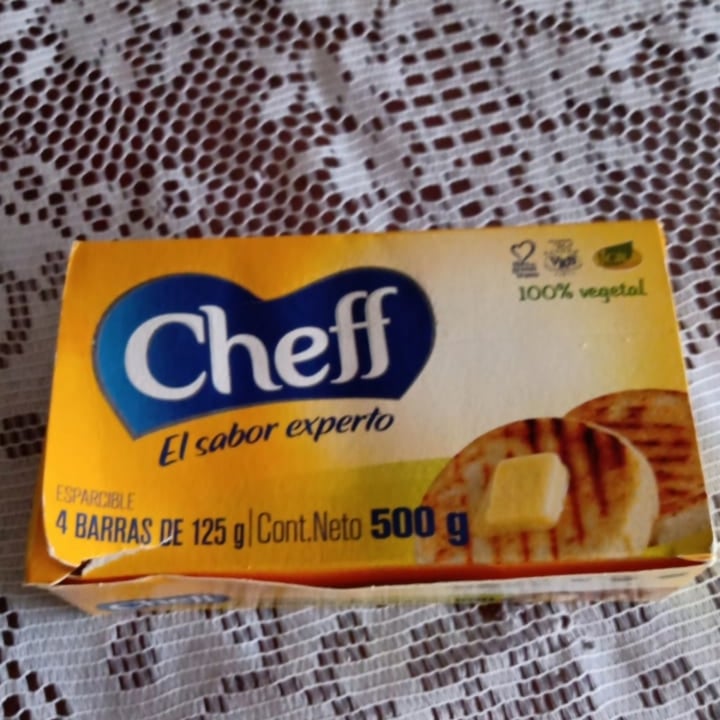 Cheff
El sabor experto
100% vegetal
ESPARCIBLE
4 BARRAS DE 125 g | Cont.Neto 500 g